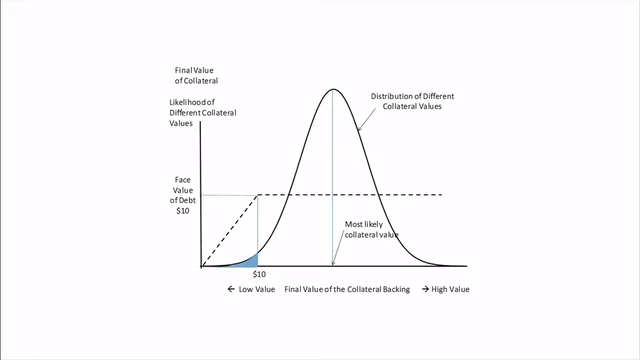 Final Value
of Collateral
Likelihood of
Different Collateral
Values
Distribution of Different
Collateral Values
Face
Value
of Debt
$10
Most likely
collateral value
$10
← Low Value Final Value of the Collateral Backing → High Value